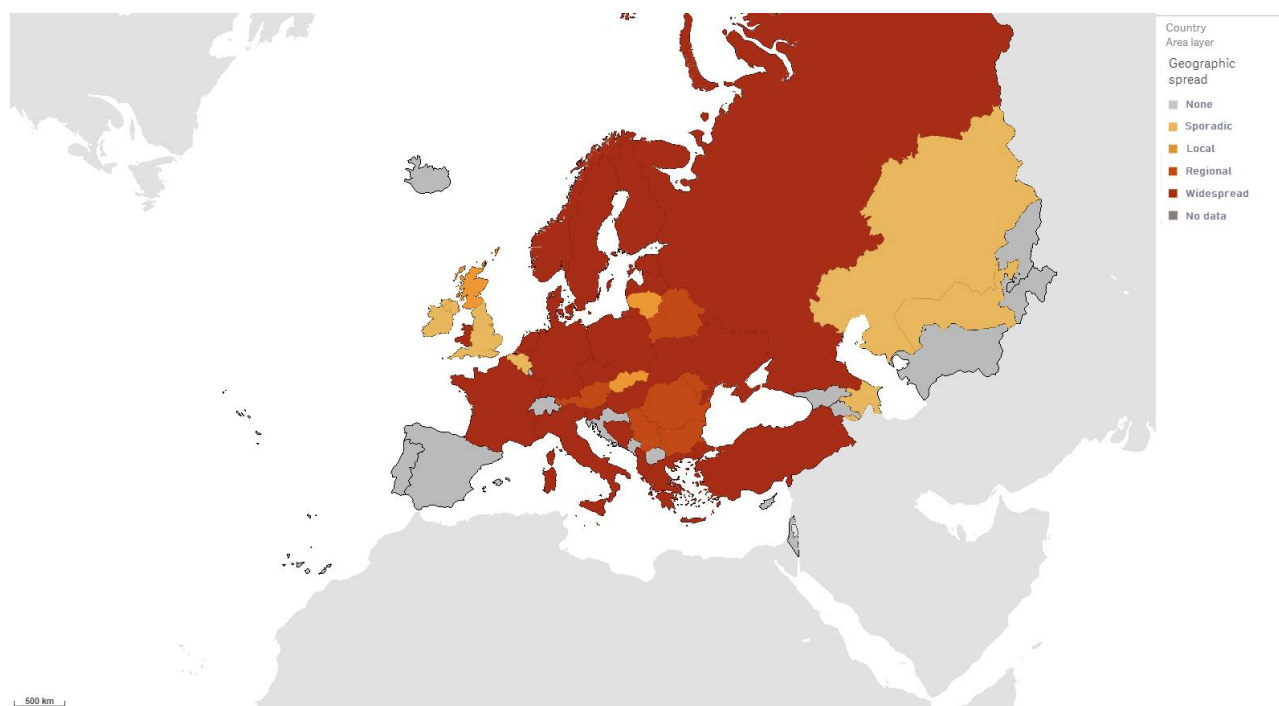 Country
Area layer
Geographic
spread
None
Sporadic
Local
Regional
Widespread
No data
500 km